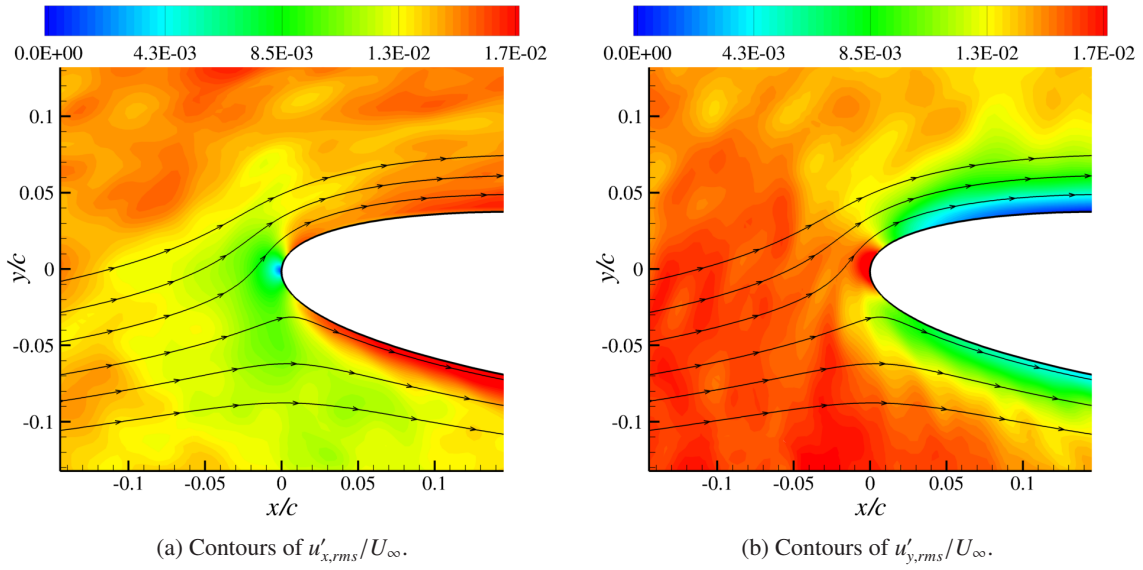 0.0E+00 4.3E-03 8.5E-03 1.3E-02 1.7E-02
0.1
0.05
0
-0.05
-0.1
y/c
-0.1 -0.05 0 0.05 0.1
x/c
(a) Contours of u′x,rms/U∞.
0.0E+00 4.3E-03 8.5E-03 1.3E-02 1.7E-02
0.1
0.05
0
-0.05
-0.1
y/c
-0.1 -0.05 0 0.05 0.1
x/c
(b) Contours of u′y,rms/U∞.